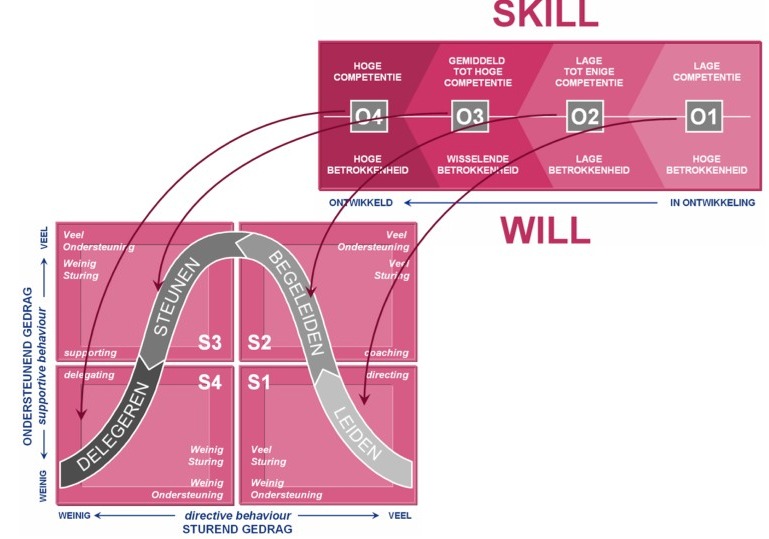 SKILL
HOGE
COMPETENTIE
GEMIDDELD
TOT HOGE
COMPETENTIE
LAGE
TOT ENIGE
COMPETENTIE
LAGE
COMPETENTIE
O4
O3
O2
O1
HOGE
BETROKKENHEID
WISSELENDE
BETROKKENHEID
LAGE
BETROKKENHEID
HOGE
BETROKKENHEID
ONTWIKKELD
IN ONTWIKKELING
WILL
VEEL
ONDERSTEUNEND GEDRAG
supportive behaviour
WEINIG
Veel
Ondersteuning
Weinig
Sturing
STEUNEN
S3
supporting
Veel
Ondersteuning
Veel
Sturing
BEGELEIDEN
S2
coaching
delegating
S4
DELEGEREN
Weinig
Sturing
Weinig
Ondersteuning
S1
directing
LEIDEN
Veel
Sturing
Weinig
Ondersteuning
WEINIG
directive behaviour
VEEL
STUREND GEDRAG